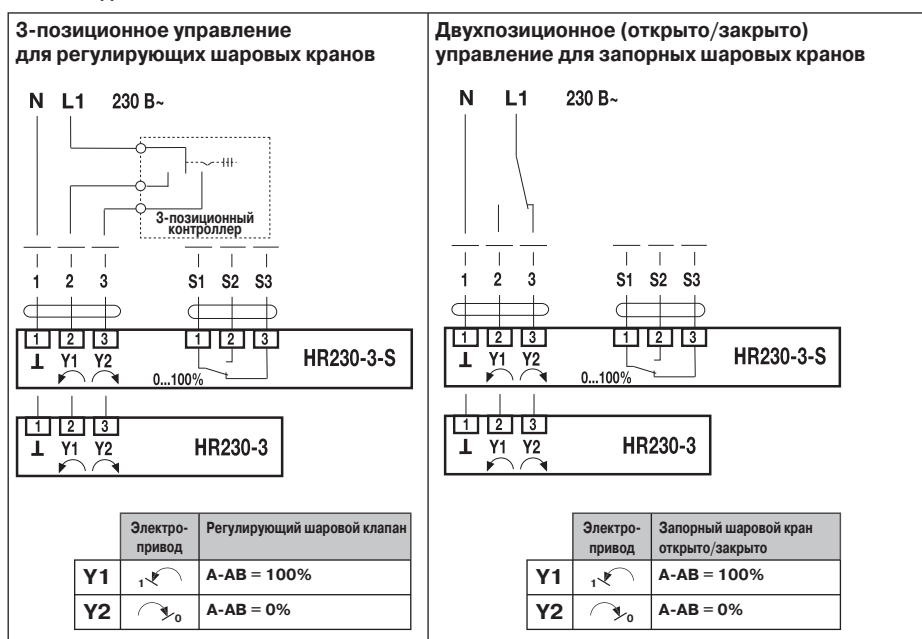 3-позиционное управление
для регулирующих шаровых кранов
N L1 230 В~
3-позиционный
контроллер
1 2 3 S1 S2 S3
1 2 3 1 2 3
⊥ Y1 Y2 HR230-3-S
0...100%
1 2 3
⊥ Y1 Y2 HR230-3
Электро-
привод
Регулирующий шаровой клапан
Y1 1 A-AB = 100%
Y2 0 A-AB = 0%
Двухпозиционное (открыто/закрыто)
управление для запорных шаровых кранов
N L1 230 В~
1 2 3 S1 S2 S3
1 2 3 1 2 3
⊥ Y1 Y2 HR230-3-S
0...100%
1 2 3
⊥ Y1 Y2 HR230-3
Электро-
привод
Запорный шаровой кран
открыто/закрыто
Y1 1 A-AB = 100%
Y2 0 A-AB = 0%